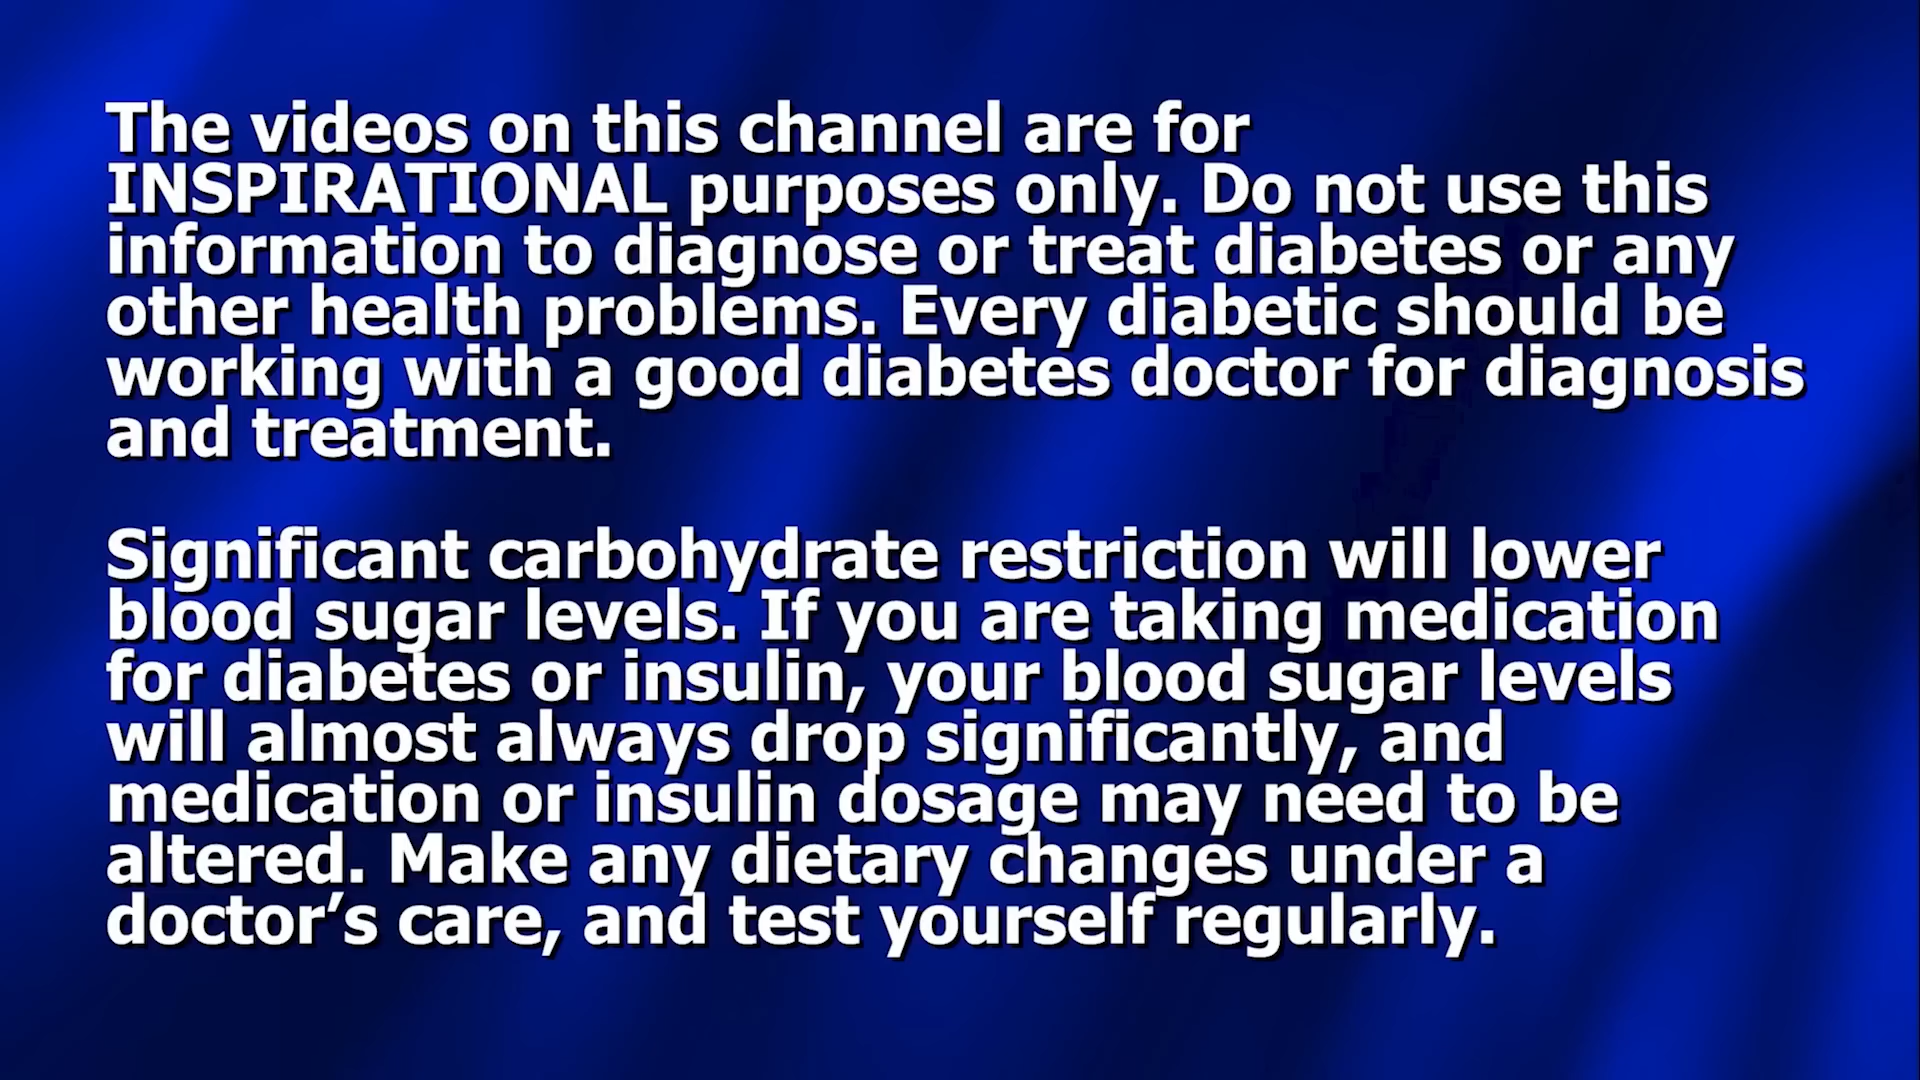 The videos on this channel are for
INSPIRATIONAL purposes only. Do not use this
information to diagnose or treat diabetes or any
other health problems. Every diabetic should be
working with a good diabetes doctor for diagnosis
and treatment.
Significant carbohydrate restriction will lower
blood sugar levels. If you are taking medication
for diabetes or insulin, your blood sugar levels
will almost always drop significantly, and
medication or insulin dosage may need to be
altered. Make any dietary changes under a
doctor’s care, and test yourself regularly.